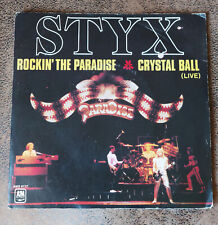 STYX
ROCKIN' THE PARADISE CRYSTAL BALL
(LIVE)
PARADISE
A&M